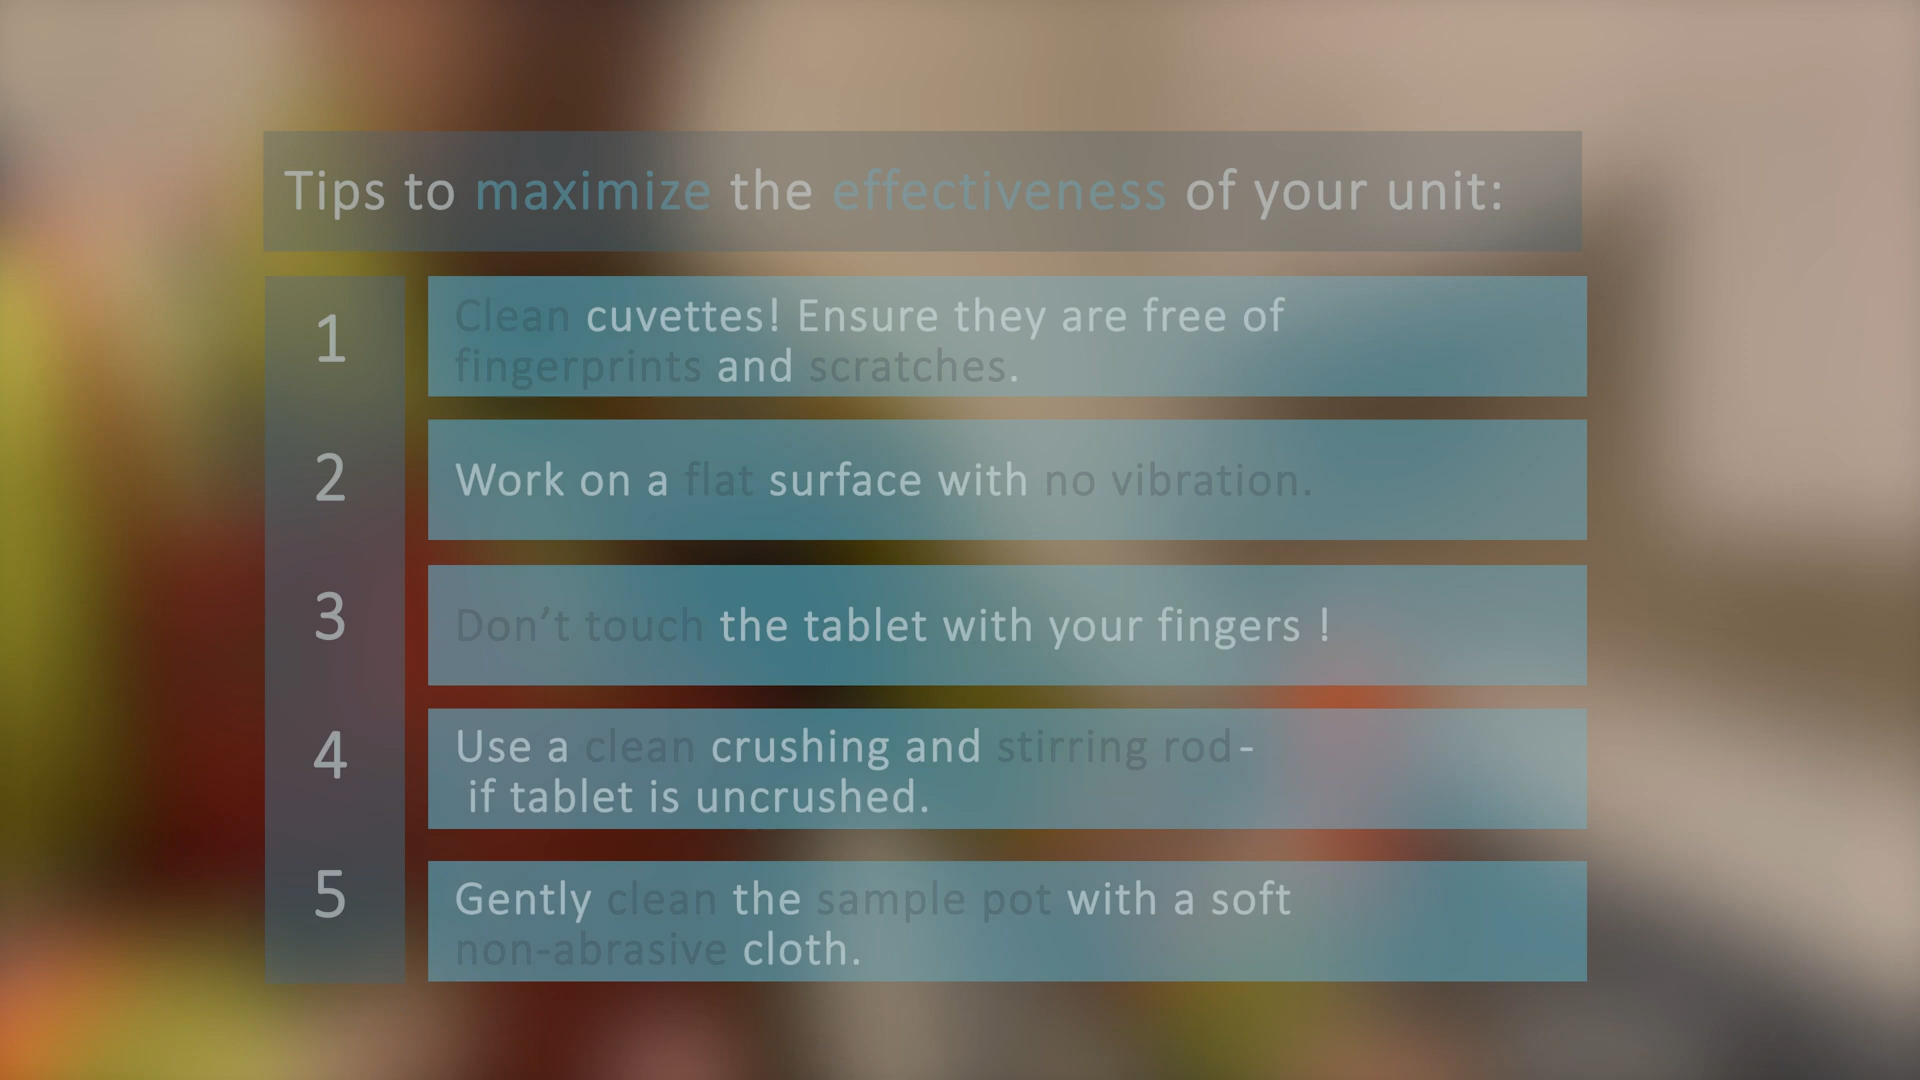 Tips to maximize the effectiveness of your unit:
1
Clean cuvettes! Ensure they are free of
fingerprints and scratches.
2
Work on a flat surface with no vibration.
3
Don’t touch the tablet with your fingers !
4
Use a clean crushing and stirring rod-
if tablet is uncrushed.
5
Gently clean the sample pot with a soft
non-abrasive cloth.